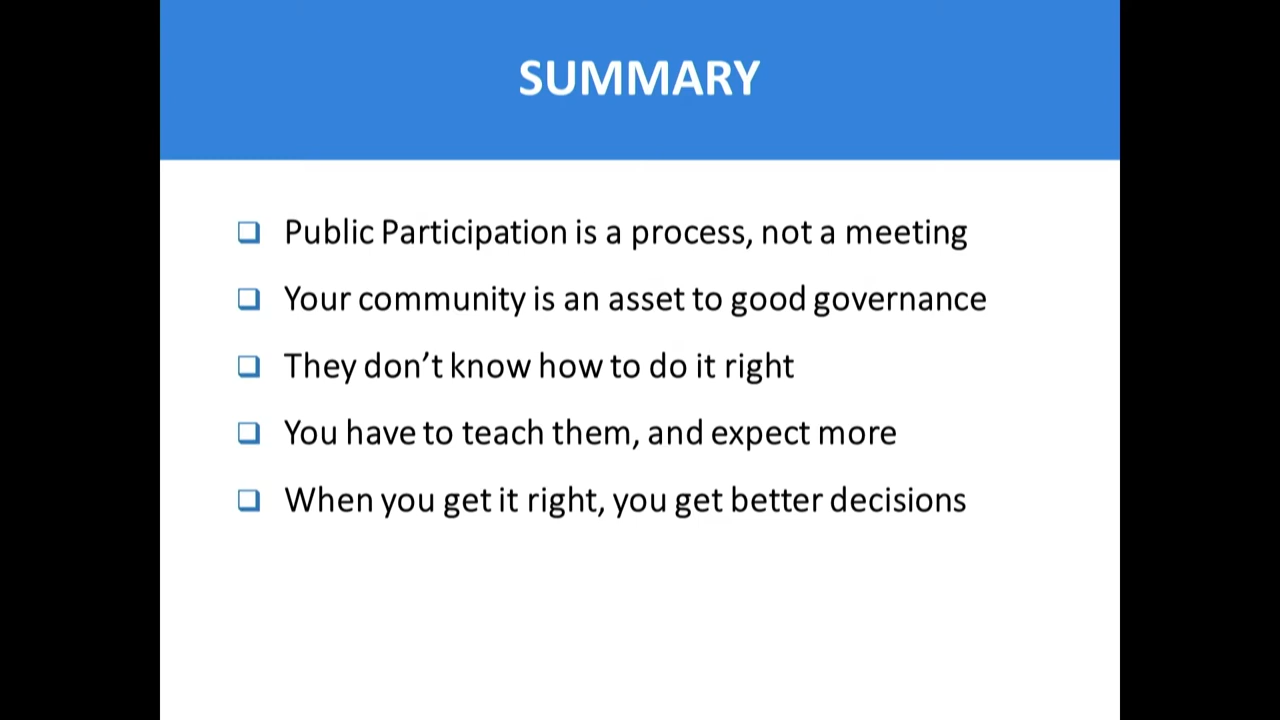 SUMMARY
Public Participation is a process, not a meeting
Your community is an asset to good governance
They don’t know how to do it right
You have to teach them, and expect more
When you get it right, you get better decisions